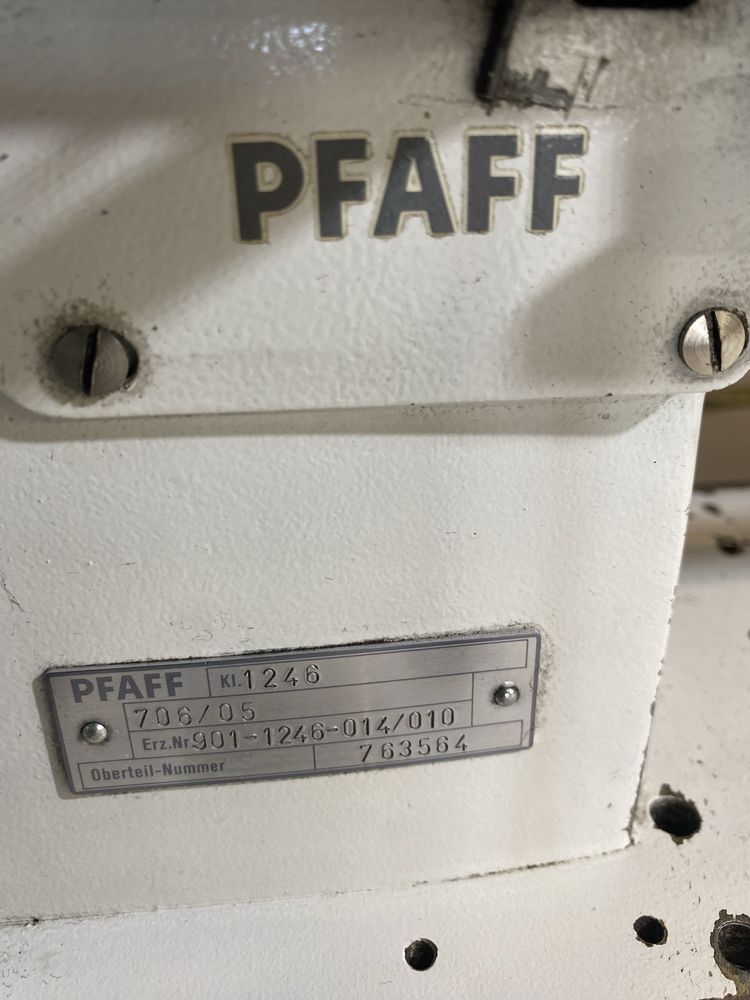 PFAFF
PFAFF Kl. 1246
706/05
Erz.Nr. 901-1246-014/010
Oberteil-Nummer 763564